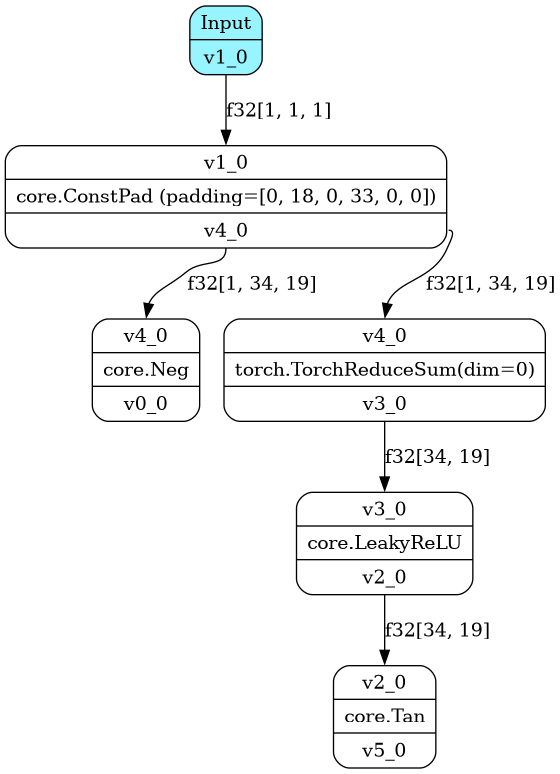 Input
v1_0
f32[1, 1, 1]
v1_0
core.ConstPad (padding=[0, 18, 0, 33, 0, 0])
v4_0
f32[1, 34, 19]
f32[1, 34, 19]
v4_0
core.Neg
v0_0
v4_0
torch.TorchReduceSum(dim=0)
v3_0
f32[34, 19]
v3_0
core.LeakyReLU
v2_0
f32[34, 19]
v2_0
core.Tan
v5_0